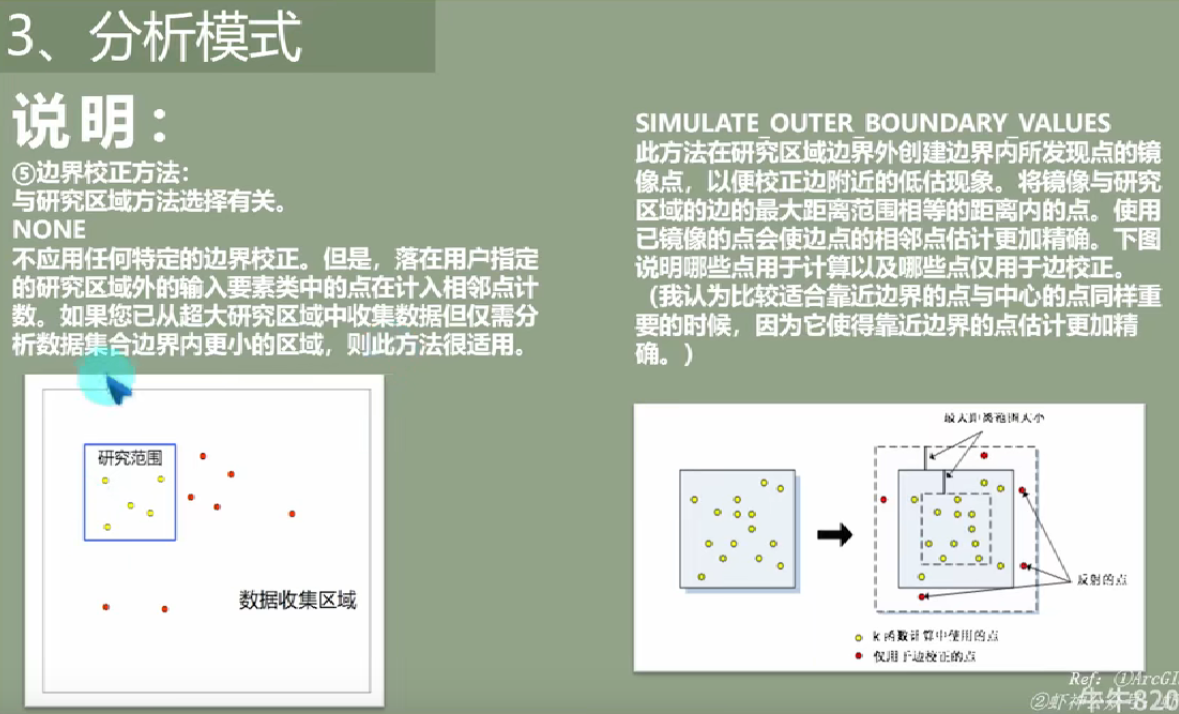 3、分析模式
说明：
⑤边界校正方法：
与研究区域方法选择有关。
NONE
不应用任何特定的边界校正。但是，落在用户指定
的研究区域外的输入要素类中的点在计入相邻点计
数。如果您已从超大研究区域中收集数据但仅需分
析数据集合边界内更小的区域，则此方法很适用。
研究范围
数据收集区域
SIMULATE_OUTER_BOUNDARY_VALUES
此方法在研究区域边界外创建边界内所发现点的镜
像点，以便校正边附近的低估现象。将镜像与研究
区域的边的最大距离范围相等的距离内的点。使用
已镜像的点会使边点的相邻点估计更加精确。下图
说明哪些点用于计算以及哪些点仅用于边校正。
（我认为比较适合靠近边界的点与中心的点同样重
要的时候，因为它使得靠近边界的点估计更加精
确。）
最大距离范围大小
反射的点
k 函数计算中使用的点
仅用于边校正的点
Ref：①ArcGI
②虾神公众号
牛牛820